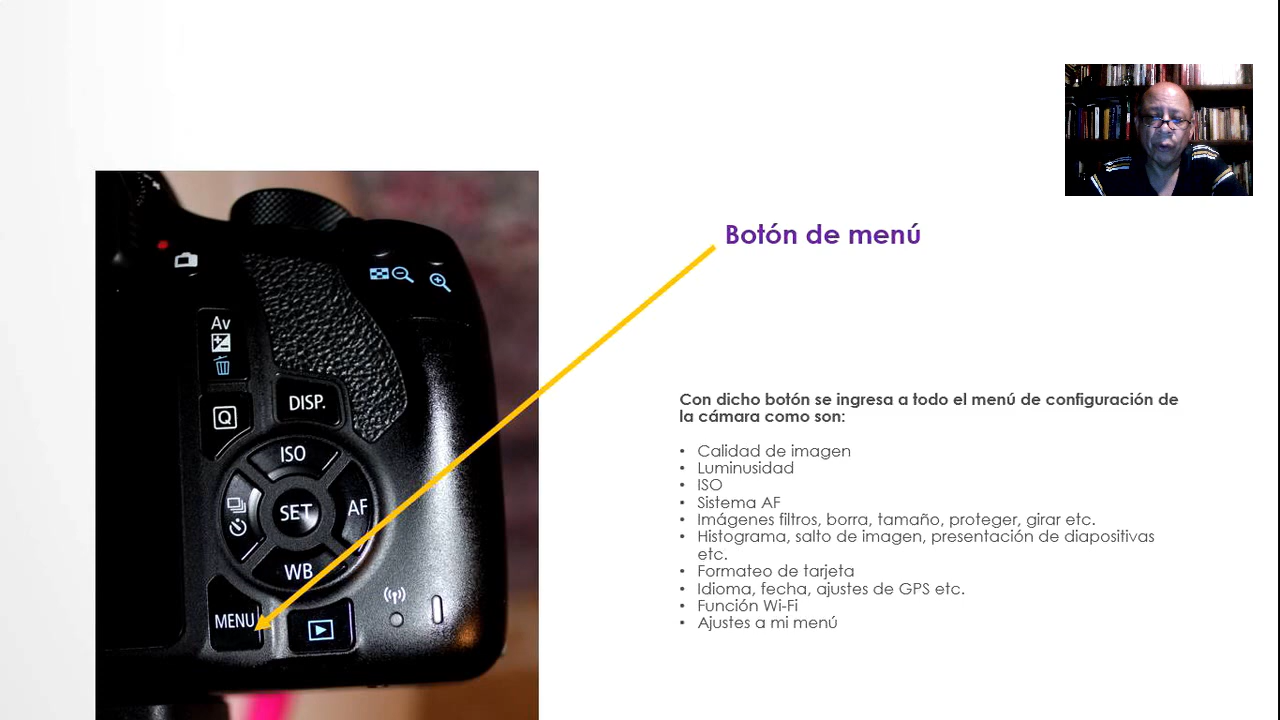 Botón de menú
Av
Q
DISP.
ISO
SET
AF
WB
MENU
Con dicho botón se ingresa a todo el menú de configuración de
la cámara como son:
• Calidad de imagen
• Luminusidad
• ISO
• Sistema AF
• Imágenes filtros, borra, tamaño, proteger, girar etc.
• Histograma, salto de imagen, presentación de diapositivas
etc.
• Formateo de tarjeta
• Idioma, fecha, ajustes de GPS etc.
• Función Wi-Fi
• Ajustes a mi menú